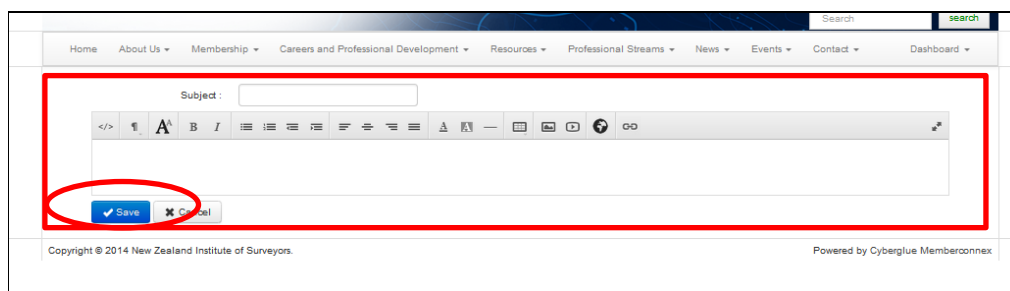 Search search
Home About Us Membership Careers and Professional Development Resources Professional Streams News Events Contact Dashboard
Subject :
</> ¶ AA B I A A
Save Cancel
Copyright © 2014 New Zealand Institute of Surveyors. Powered by Cyberglue Memberconnex